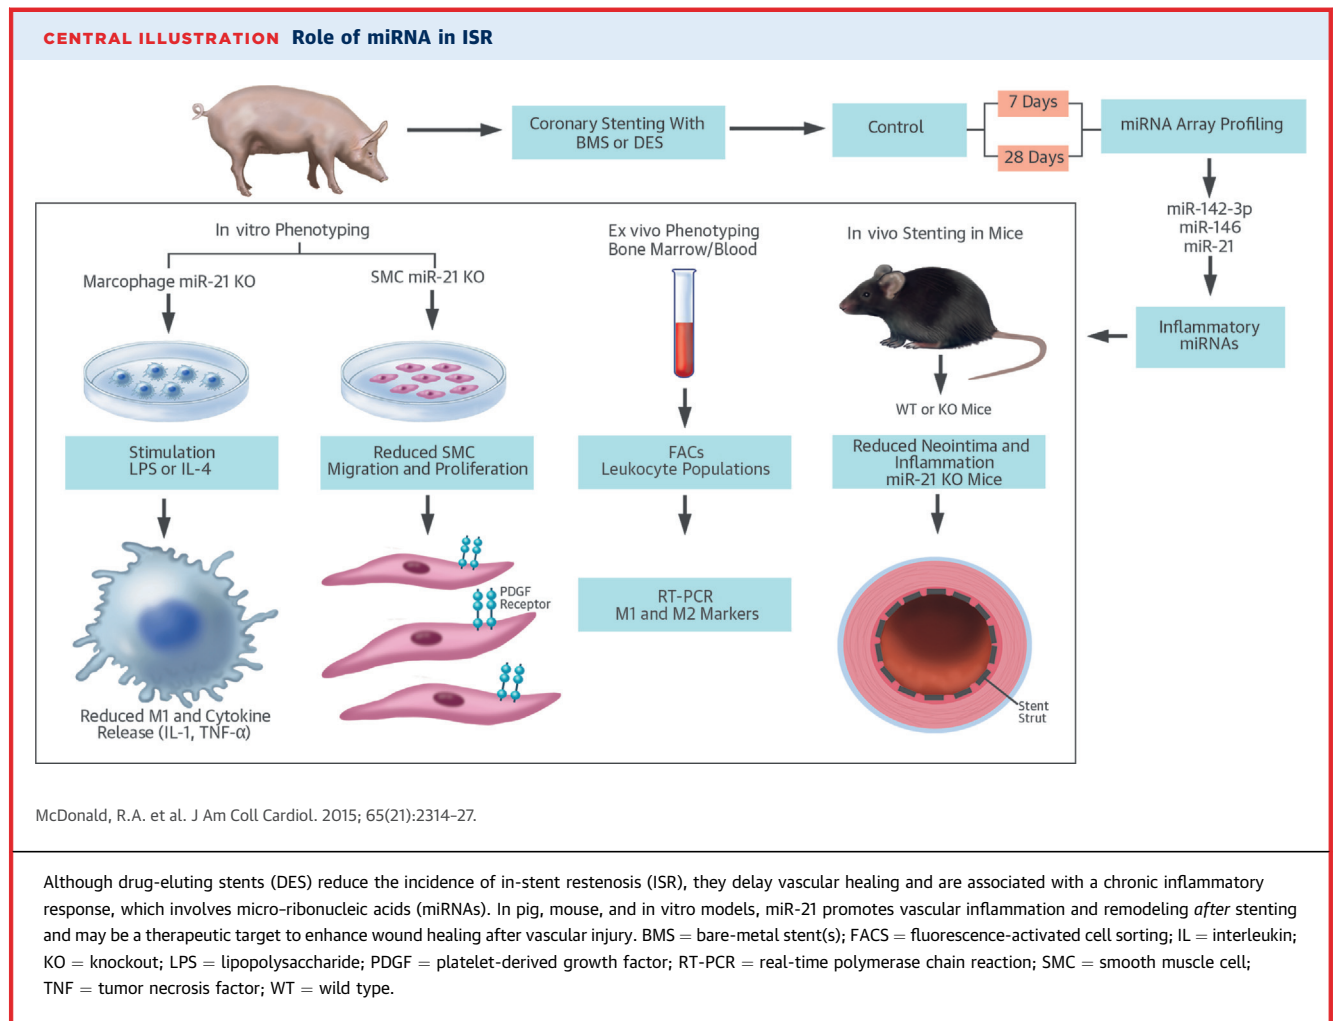 CENTRAL ILLUSTRATION Role of miRNA in ISR
Coronary Stenting With
BMS or DES
Control
7 Days
28 Days
miRNA Array Profiling
miR-142-3p
miR-146
miR-21
Inflammatory
miRNAs
In vitro Phenotyping
Marcophage miR-21 KO
SMC miR-21 KO
Stimulation
LPS or IL-4
Reduced SMC
Migration and Proliferation
PDGF
Receptor
Reduced M1 and Cytokine
Release (IL-1, TNF-α)
Ex vivo Phenotyping
Bone Marrow/Blood
FACs
Leukocyte Populations
RT-PCR
M1 and M2 Markers
In vivo Stenting in Mice
WT or KO Mice
Reduced Neointima and
Inflammation
miR-21 KO Mice
Stent
Strut
McDonald, R.A. et al. J Am Coll Cardiol. 2015; 65(21):2314–27.
Although drug-eluting stents (DES) reduce the incidence of in-stent restenosis (ISR), they delay vascular healing and are associated with a chronic inflammatory
response, which involves micro-ribonucleic acids (miRNAs). In pig, mouse, and in vitro models, miR-21 promotes vascular inflammation and remodeling after stenting
and may be a therapeutic target to enhance wound healing after vascular injury. BMS = bare-metal stent(s); FACS = fluorescence-activated cell sorting; IL = interleukin;
KO = knockout; LPS = lipopolysaccharide; PDGF = platelet-derived growth factor; RT-PCR = real-time polymerase chain reaction; SMC = smooth muscle cell;
TNF = tumor necrosis factor; WT = wild type.